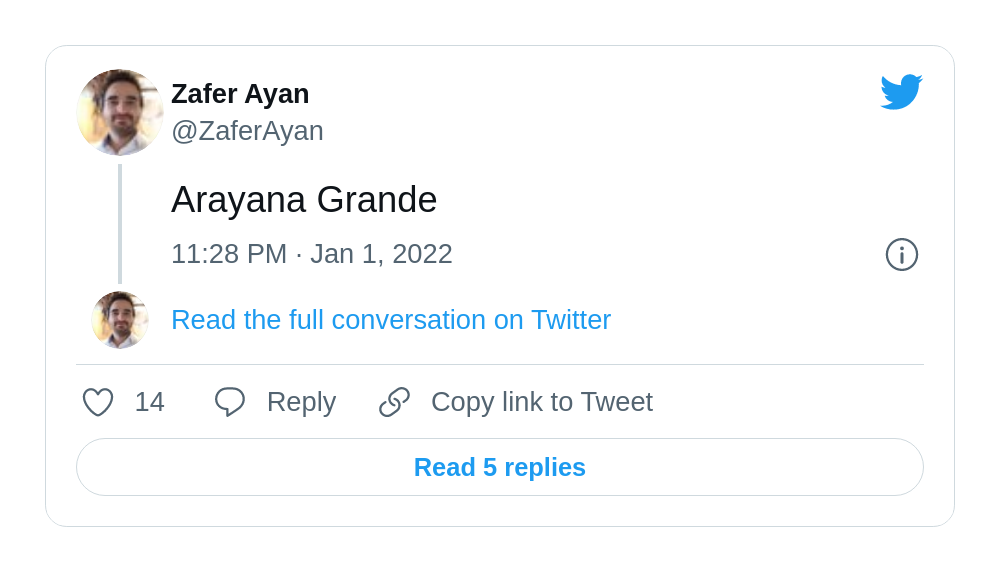 Zafer Ayan
@ZaferAyan
Arayana Grande
11:28 PM · Jan 1, 2022
Read the full conversation on Twitter
14 Reply Copy link to Tweet
Read 5 replies